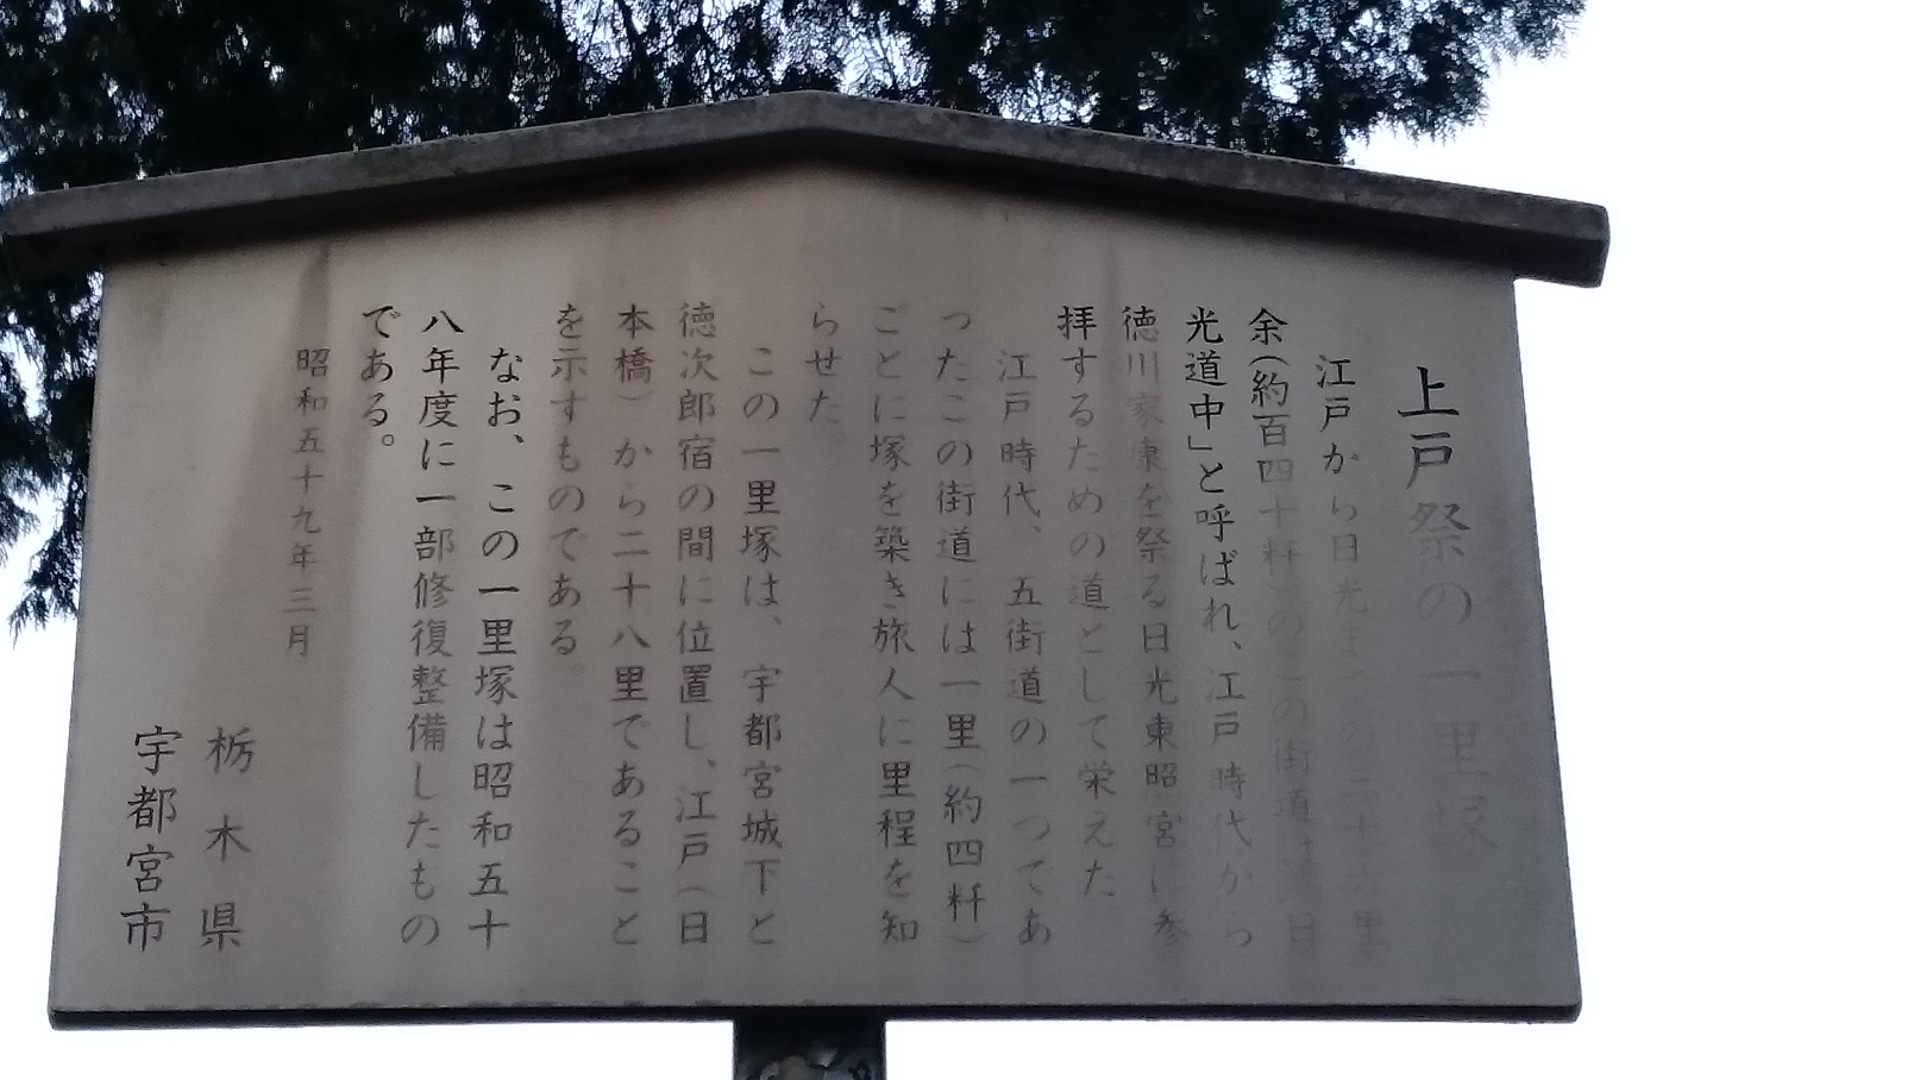 上戸祭の一里塚
江戸から日光までの三十六里
余(約百四十粁)の の街道は「日
光道中」と呼ばれ、江戸時代から
徳川家康を祭る日光東照宮に参
拝するための道として栄えた
江戸時代、五街道の一つであ
ったこの街道には一里(約四粁)
ごとに塚を築き旅人に里程を知
らせた。
この一里塚は、宇都宮城下と
徳次郎宿の間に位置し、江戸(日
本橋)から二十八里であること
を示すものである。
なお、この一里塚は昭和五十
八年度に一部修復整備したもの
である。
昭和五十九年三月
栃木県
宇都宮市